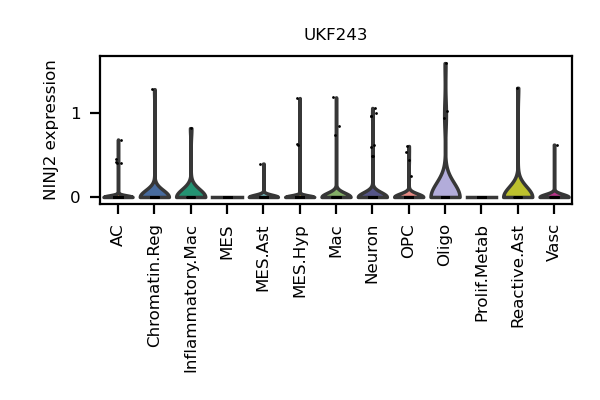 UKF243
NINJ2 expression
1
0
AC
Chromatin.Reg
Inflammatory.Mac
MES
MES.Ast
MES.Hyp
Mac
Neuron
OPC
Oligo
Prolif.Metab
Reactive.Ast
Vasc